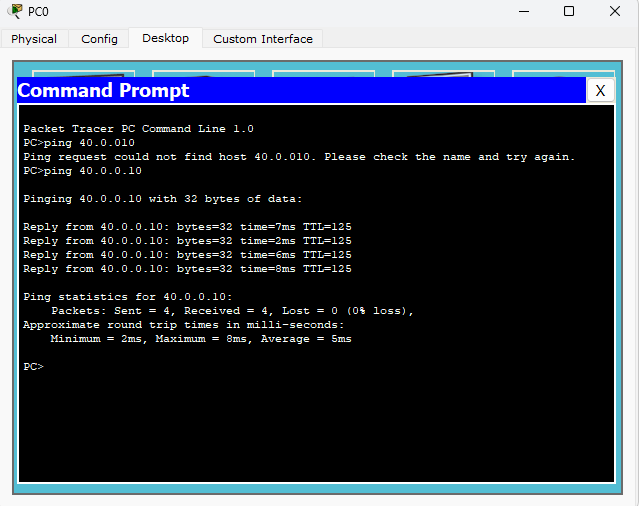 PC0
Physical Config Desktop Custom Interface
Command Prompt X
Packet Tracer PC Command Line 1.0
PC>ping 40.0.010
Ping request could not find host 40.0.010. Please check the name and try again.
PC>ping 40.0.0.10
Pinging 40.0.0.10 with 32 bytes of data:
Reply from 40.0.0.10: bytes=32 time=7ms TTL=125
Reply from 40.0.0.10: bytes=32 time=2ms TTL=125
Reply from 40.0.0.10: bytes=32 time=6ms TTL=125
Reply from 40.0.0.10: bytes=32 time=8ms TTL=125
Ping statistics for 40.0.0.10:
Packets: Sent = 4, Received = 4, Lost = 0 (0% loss),
Approximate round trip times in milli-seconds:
Minimum = 2ms, Maximum = 8ms, Average = 5ms
PC>